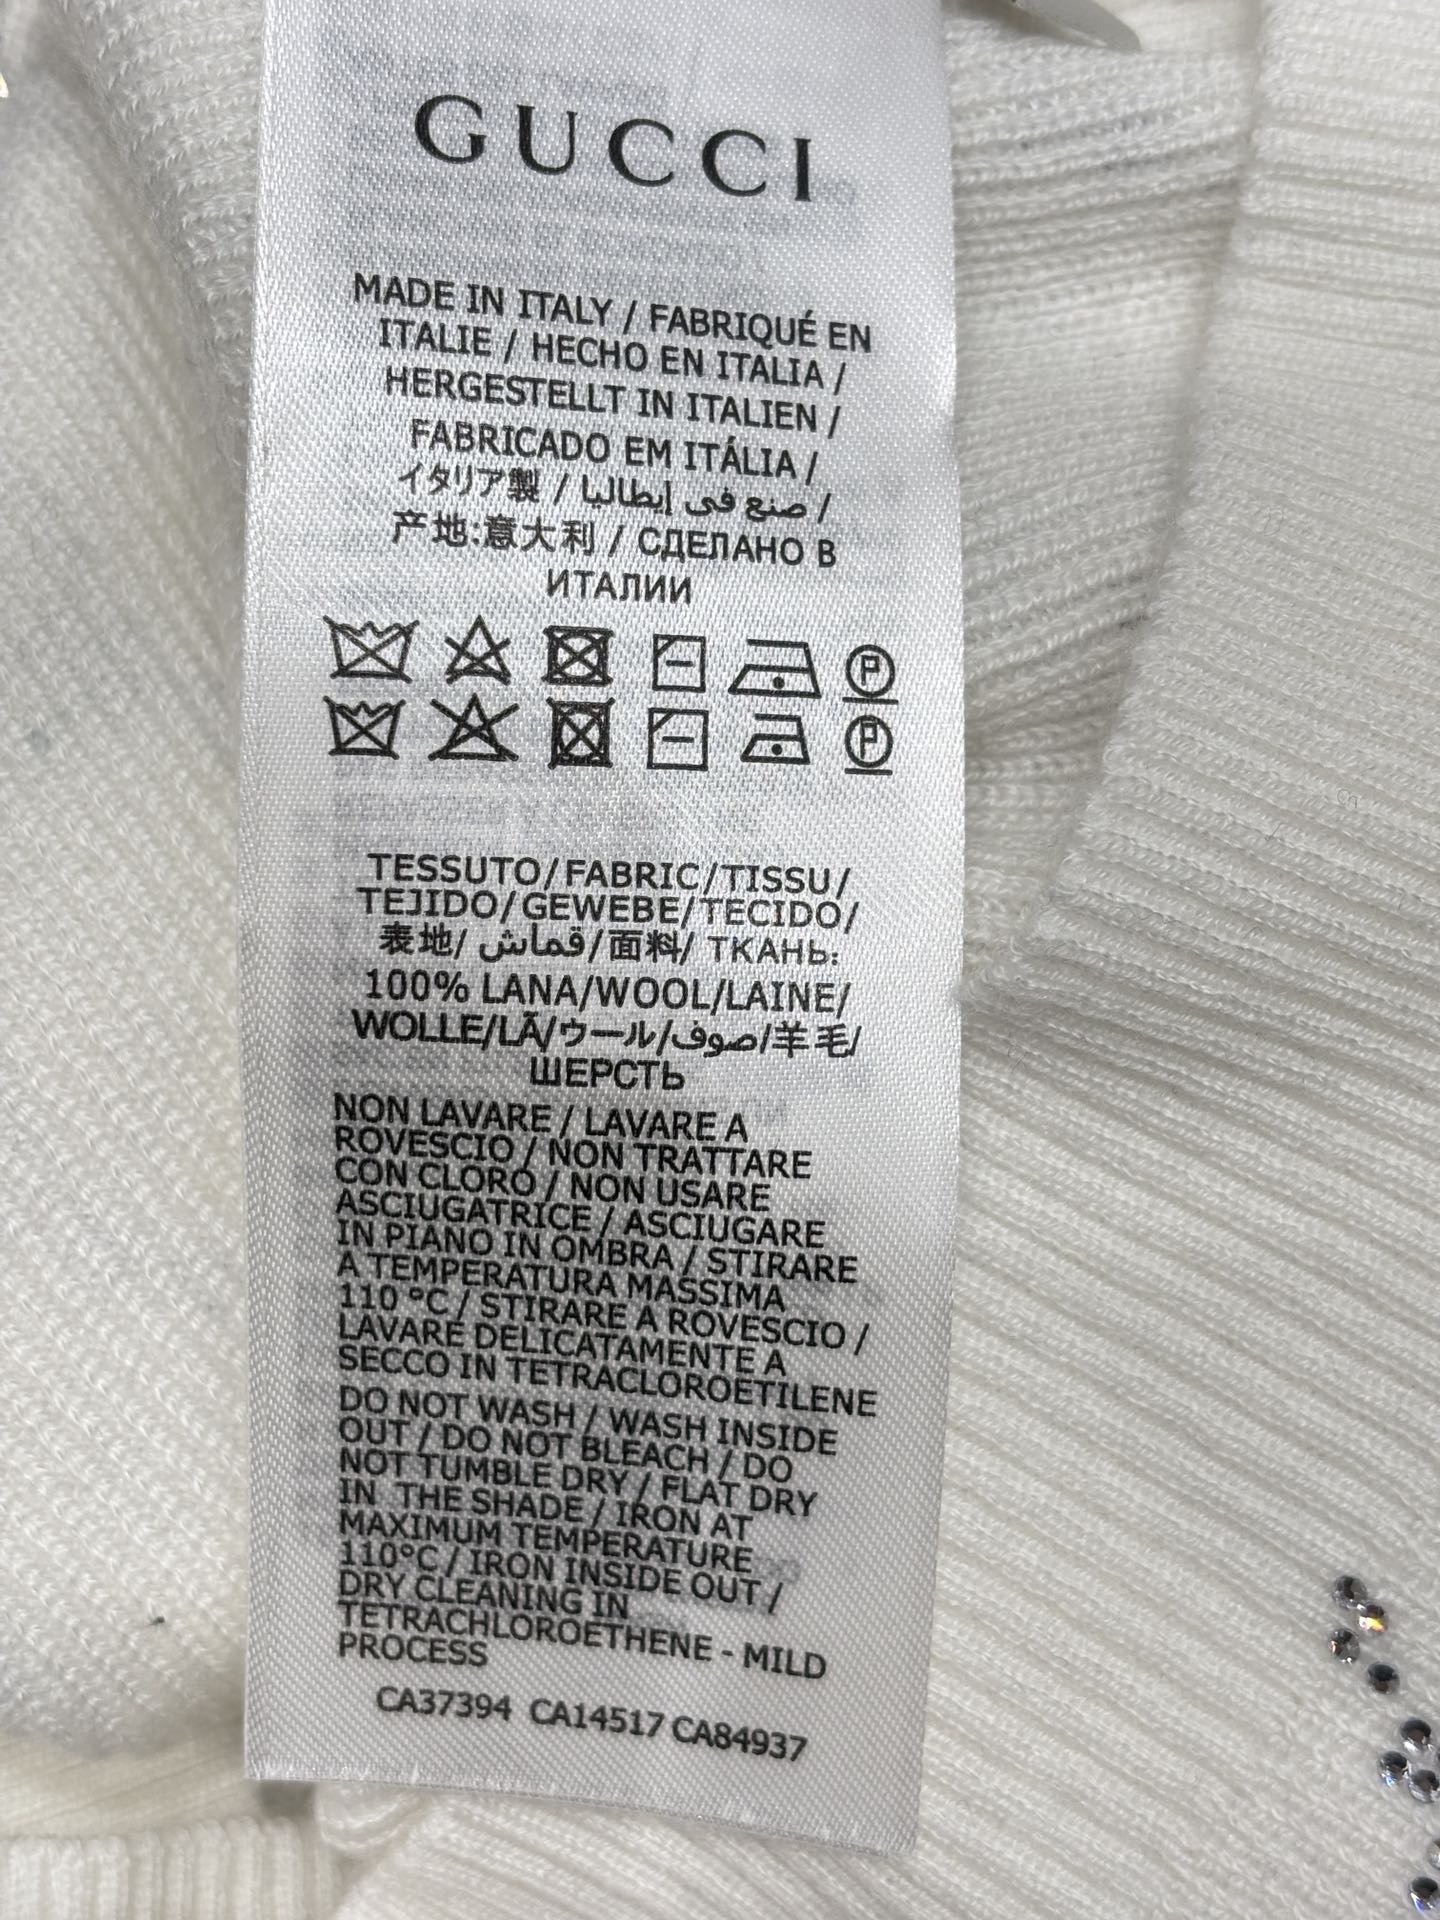 GUCCI
MADE IN ITALY / FABRIQUÉ EN
ITALIE / HECHO EN ITALIA /
HERGESTELLT IN ITALIEN /
FABRICADO EM ITÁLIA /
イタリア製 / صنع في إيطاليا /
产地:意大利 / СДЕЛАНО В
ИТАЛИИ
P
P
TESSUTO/FABRIC/TISSU/
TEJIDO/GEWEBE/TECIDO/
表地/قماش/面料/ ТКАНЬ:
100% LANA/WOOL/LAINE/
WOLLE/LÃ/ウール/صوف/羊毛/
ШЕРСТЬ
NON LAVARE / LAVARE A
ROVESCIO / NON TRATTARE
CON CLORO / NON USARE
ASCIUGATRICE / ASCIUGARE
IN PIANO IN OMBRA / STIRARE
A TEMPERATURA MASSIMA
110 °C / STIRARE A ROVESCIO /
LAVARE DELICATAMENTE A
SECCO IN TETRACLOROETILENE
DO NOT WASH / WASH INSIDE
OUT / DO NOT BLEACH / DO
NOT TUMBLE DRY / FLAT DRY
IN THE SHADE / IRON AT
MAXIMUM TEMPERATURE
110°C / IRON INSIDE OUT /
DRY CLEANING IN
TETRACHLOROETHENE - MILD
PROCESS
CA37394 CA14517 CA84937